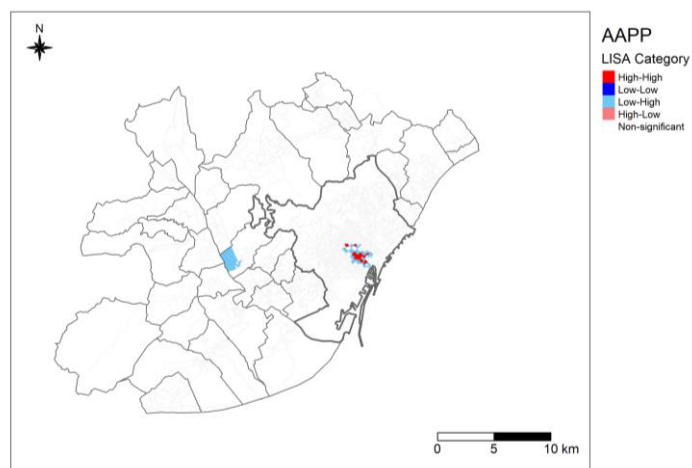 N
AAPP
LISA Category
High-High
Low-Low
Low-High
High-Low
Non-significant
0 5 10 km